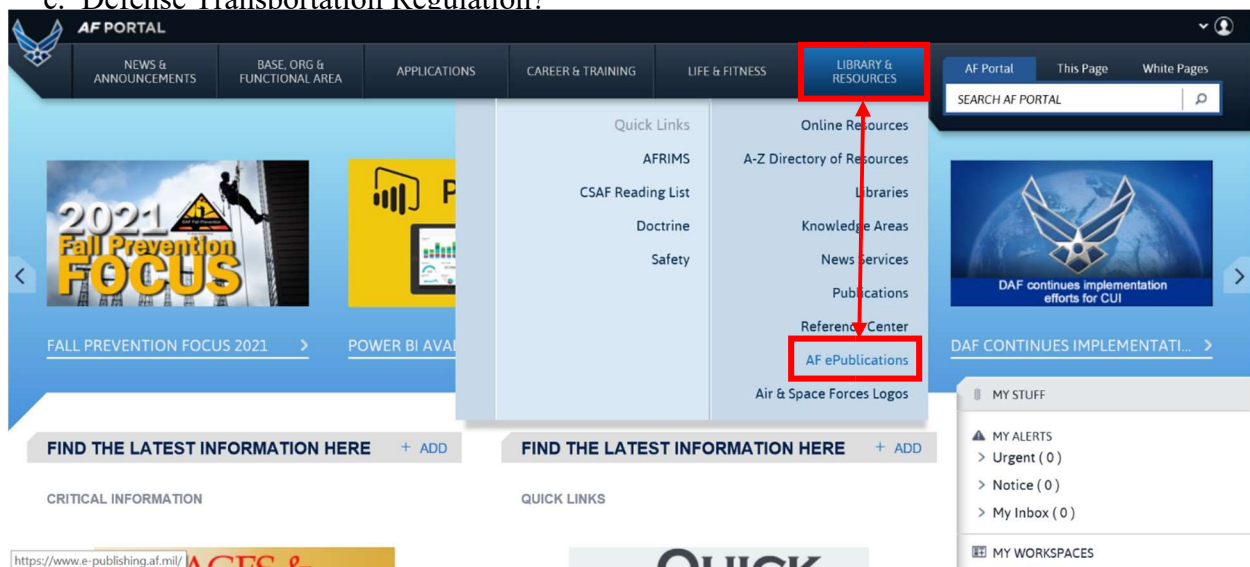 c. Defense Transportation Regulation?
AF PORTAL
NEWS &
ANNOUNCEMENTS
BASE, ORG &
FUNCTIONAL AREA
APPLICATIONS
CAREER & TRAINING
LIFE & FITNESS
LIBRARY &
RESOURCES
AF Portal
This Page
White Pages
SEARCH AF PORTAL
Quick Links
AFRIMS
CSAF Reading List
Doctrine
Safety
Online Resources
A-Z Directory of Resources
Libraries
Knowledge Areas
News Services
Publications
Reference Center
AF ePublications
Air & Space Forces Logos
2021
Fall Prevention
FOCUS
P
DAF continues implementation
efforts for CUI
FALL PREVENTION FOCUS 2021 >
POWER BI AVAI
DAF CONTINUES IMPLEMENTATI... >
MY STUFF
MY ALERTS
> Urgent ( 0 )
> Notice ( 0 )
> My Inbox ( 0 )
MY WORKSPACES
FIND THE LATEST INFORMATION HERE + ADD
FIND THE LATEST INFORMATION HERE + ADD
CRITICAL INFORMATION
QUICK LINKS
https://www.e-publishing.af.mil/
QUICK